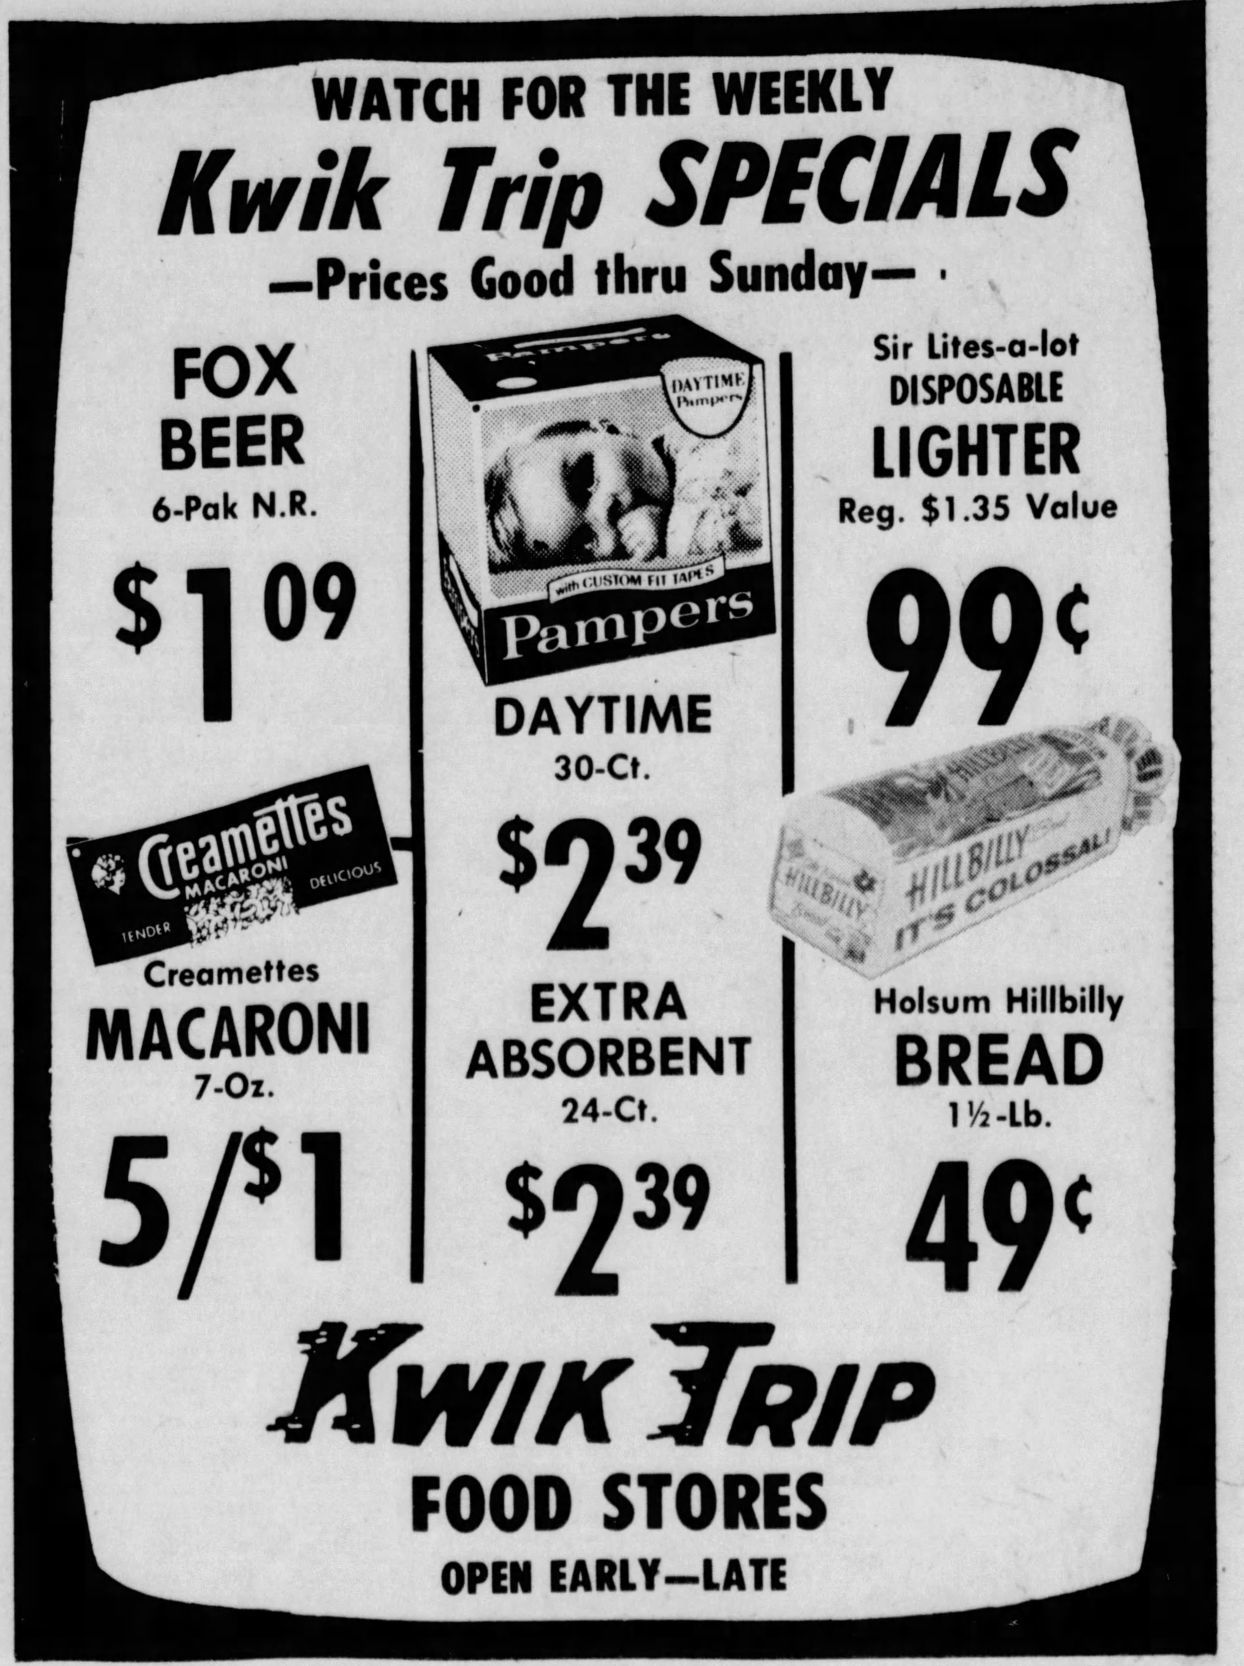 WATCH FOR THE WEEKLY
Kwik Trip SPECIALS
—Prices Good thru Sunday—
FOX
BEER
6-Pak N.R.
$1 09
Creamettes
MACARONI
TENDER
DELICIOUS
Creamettes
MACARONI
7-Oz.
5/$1
Pampers
DAYTIME
Pampers
with CUSTOM FIT TAPES
Pampers
DAYTIME
30-Ct.
$2 39
EXTRA
ABSORBENT
24-Ct.
$2 39
Sir Lites-a-lot
DISPOSABLE
LIGHTER
Reg. $1.35 Value
99¢
HILLBILLY
HILLBILLY
IT'S COLOSSAL!
Holsum Hillbilly
BREAD
1½-Lb.
49¢
KWIK TRIP
FOOD STORES
OPEN EARLY—LATE